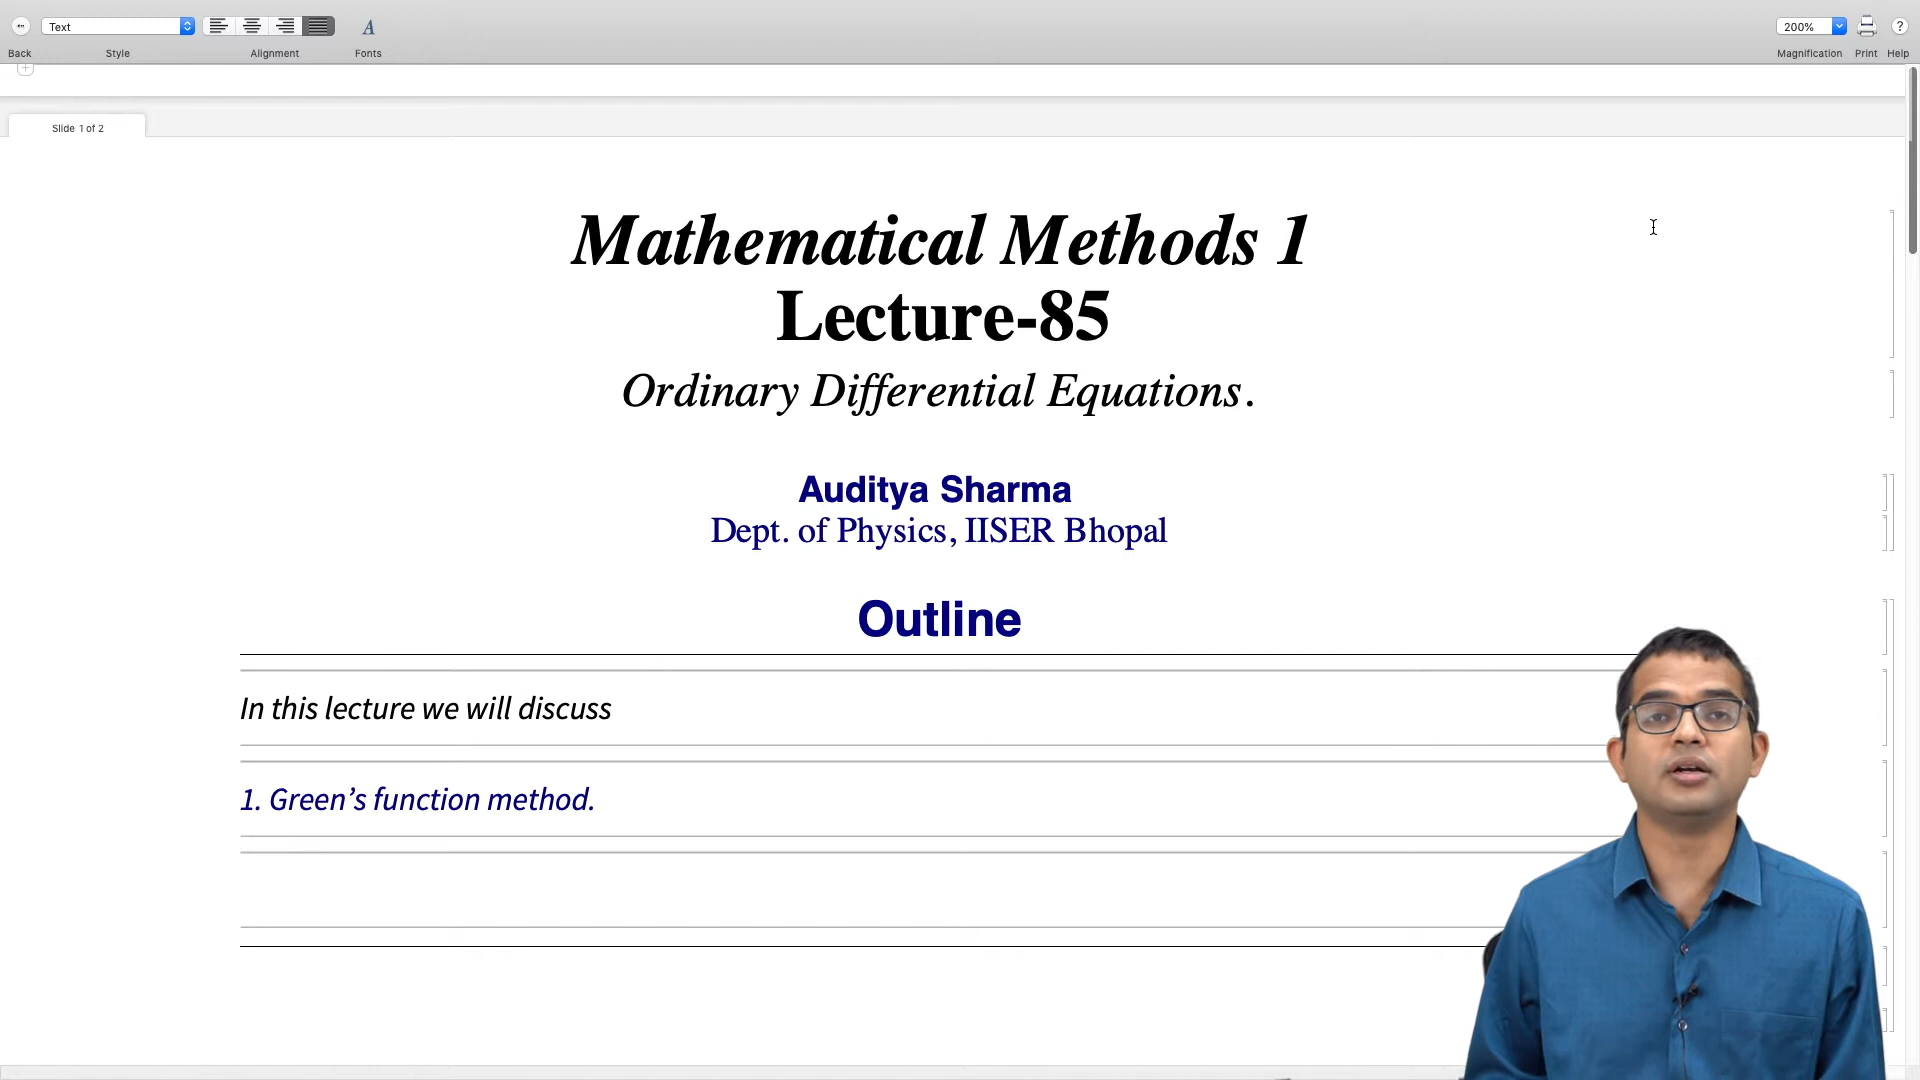 Text
200%
Back
Style
Alignment
Fonts
Magnification
Print
Help
Slide 1 of 2
Mathematical Methods 1
Lecture-85
Ordinary Differential Equations.
Auditya Sharma
Dept. of Physics, IISER Bhopal
Outline
In this lecture we will discuss
1. Green’s function method.